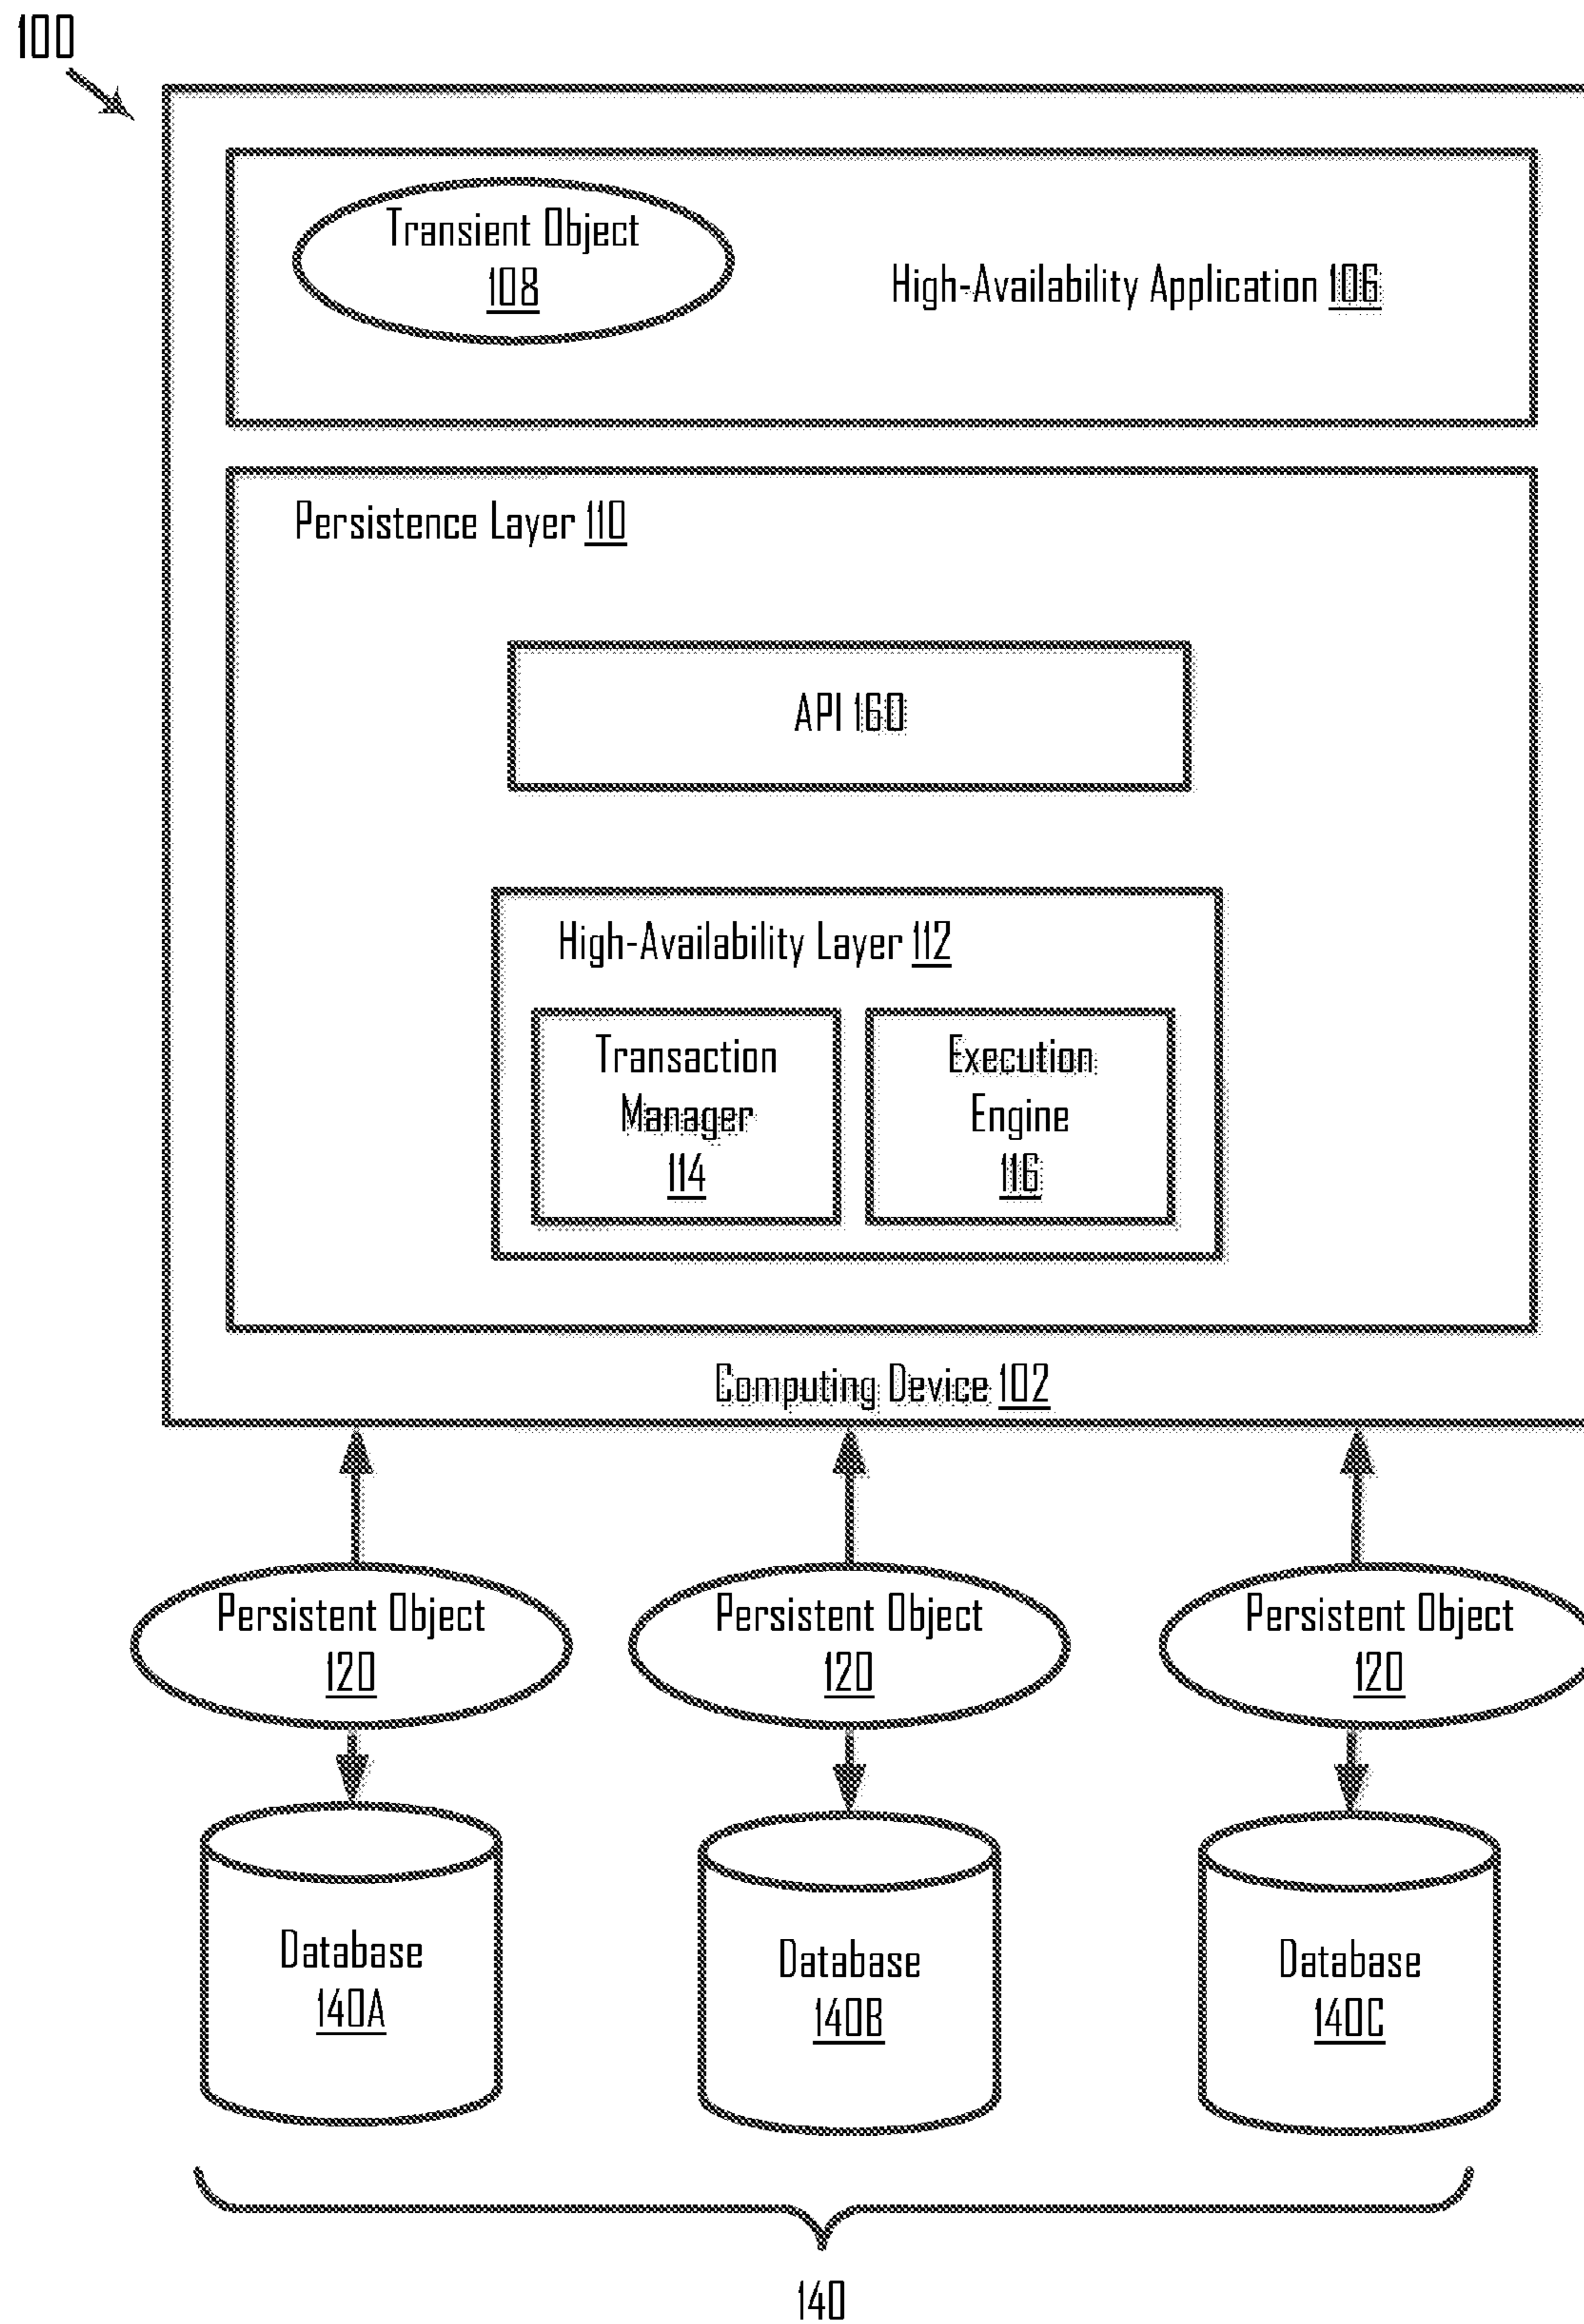 100
Transient Object
108
High-Availability Application 106
Persistence Layer 110
API 160
High-Availability Layer 112
Transaction
Manager
114
Execution
Engine
116
Computing Device 102
Persistent Object
120
Persistent Object
120
Persistent Object
120
Database
140A
Database
140B
Database
140C
140